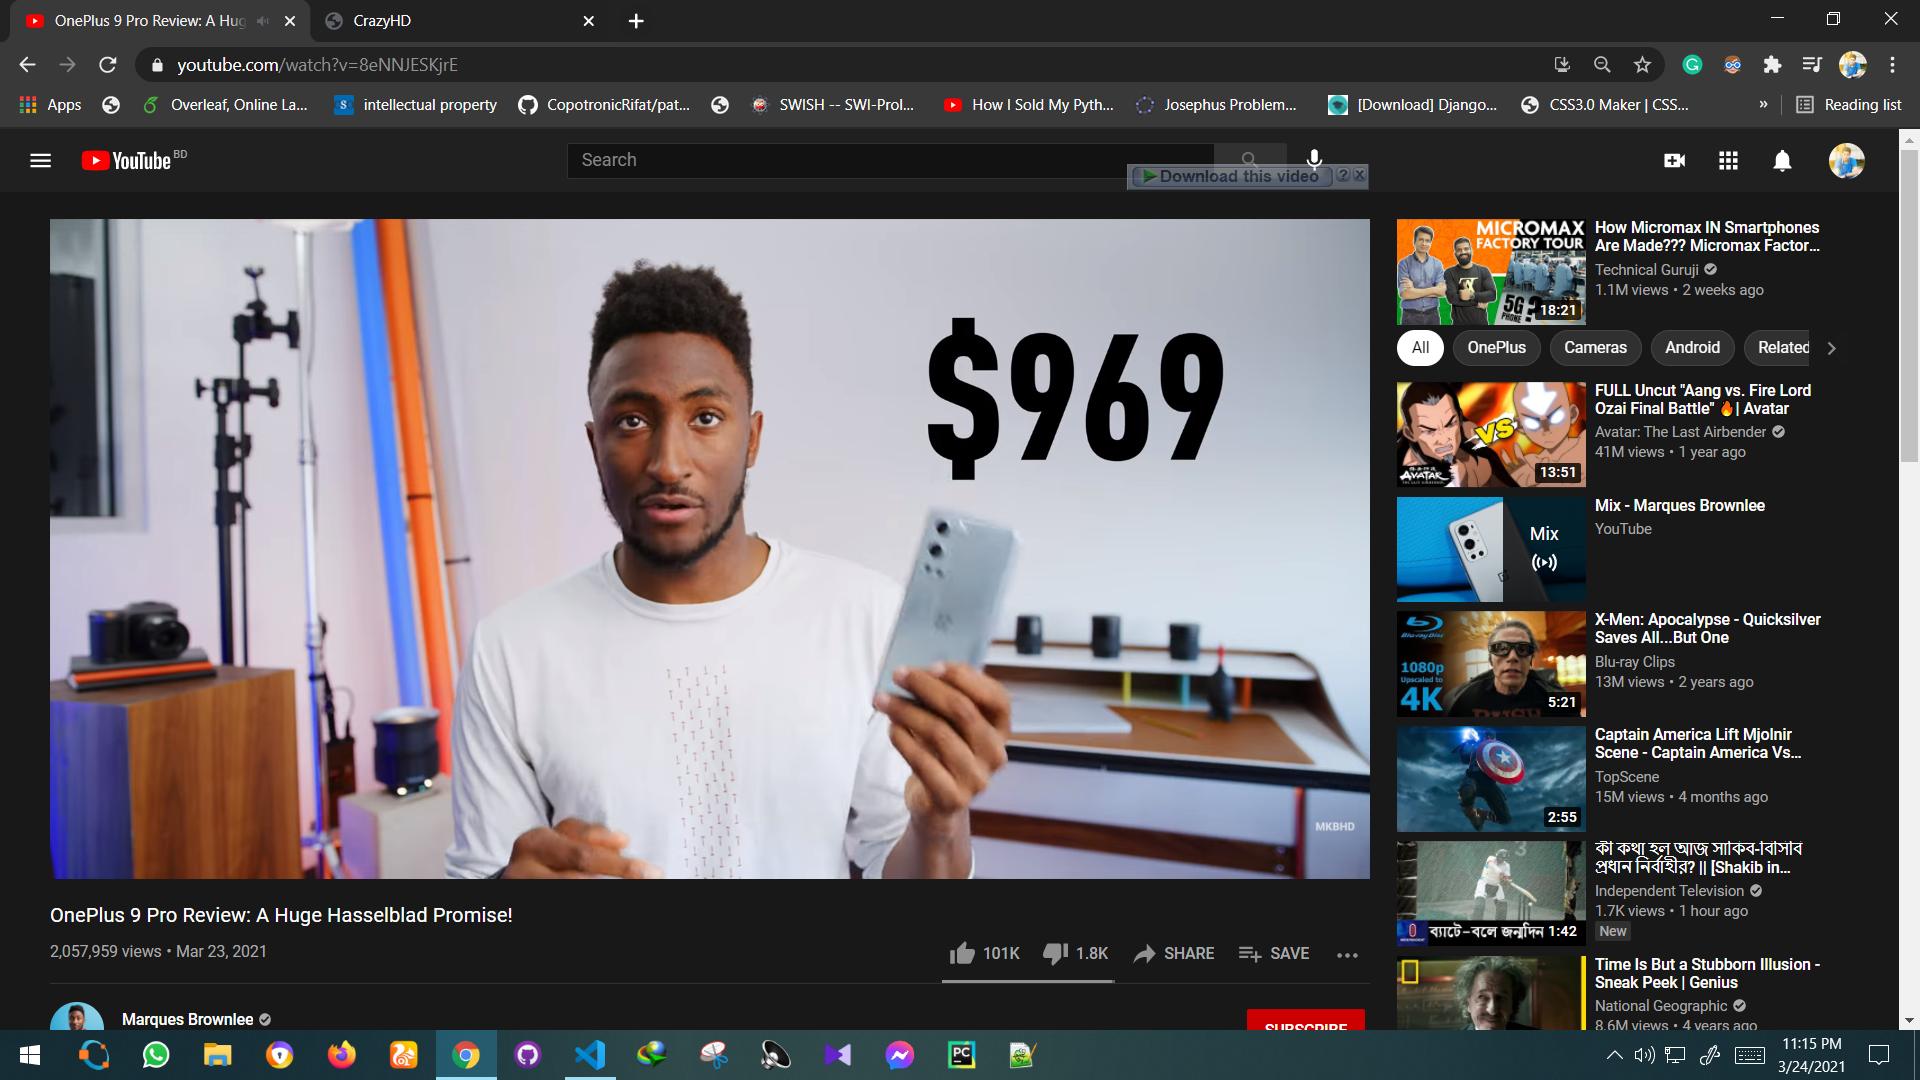 OnePlus 9 Pro Review: A Hug
CrazyHD
youtube.com/watch?v=8eNNJESKjrE
Apps
Overleaf, Online La...
intellectual property
CopotronicRifat/pat...
SWISH -- SWI-Prol...
How I Sold My Pyth...
Josephus Problem...
[Download] Django...
CSS3.0 Maker | CSS...
»
Reading list
YouTube BD
Search
Download this video
$969
MKBHD
OnePlus 9 Pro Review: A Huge Hasselblad Promise!
2,057,959 views • Mar 23, 2021
101K
1.8K
SHARE
SAVE
Marques Brownlee
SUBSCRIBE
MICROMAX
FACTORY TOUR
5G ?
PHONE
18:21
How Micromax IN Smartphones
Are Made??? Micromax Factor...
Technical Guruji
1.1M views • 2 weeks ago
All
OnePlus
Cameras
Android
Related
VS
AVATAR
13:51
FULL Uncut "Aang vs. Fire Lord
Ozai Final Battle" 🔥| Avatar
Avatar: The Last Airbender
41M views • 1 year ago
Mix
Mix - Marques Brownlee
YouTube
Blu-ray Disc
1080p
Upscaled to
4K
5:21
X-Men: Apocalypse - Quicksilver
Saves All...But One
Blu-ray Clips
13M views • 2 years ago
2:55
Captain America Lift Mjolnir
Scene - Captain America Vs...
TopScene
15M views • 4 months ago
ব্যাটে-বলে জন্মদিন 1:42
কী কথা হল আজ সাকিব-বিসিবি
প্রধান নির্বাহীর? || [Shakib in...
Independent Television
1.7K views • 1 hour ago
New
Time Is But a Stubborn Illusion -
Sneak Peek | Genius
National Geographic
8.6M views • 4 years ago
11:15 PM
3/24/2021